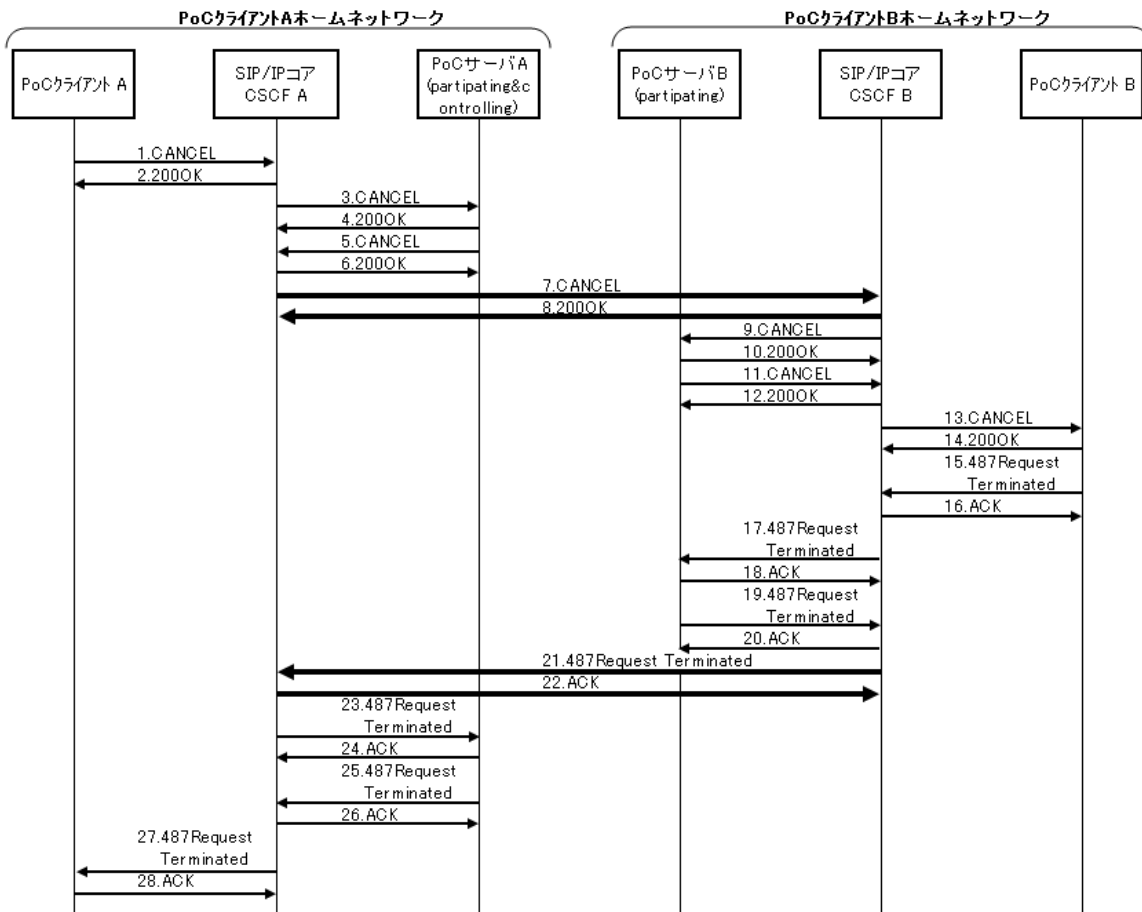 PoCクライアントAホームネットワーク
PoCクライアントBホームネットワーク
PoCクライアント A
SIP/IPコア
CSCF A
PoCサーバA
(partipating&c
ontrolling)
PoCサーバB
(partipating)
SIP/IPコア
CSCF B
PoCクライアント B
1.CANCEL
2.200OK
3.CANCEL
4.200OK
5.CANCEL
6.200OK
7.CANCEL
8.200OK
9.CANCEL
10.200OK
11.CANCEL
12.200OK
13.CANCEL
14.200OK
15.487Request
Terminated
16.ACK
17.487Request
Terminated
18.ACK
19.487Request
Terminated
20.ACK
21.487Request Terminated
22.ACK
23.487Request
Terminated
24.ACK
25.487Request
Terminated
26.ACK
27.487Request
Terminated
28.ACK